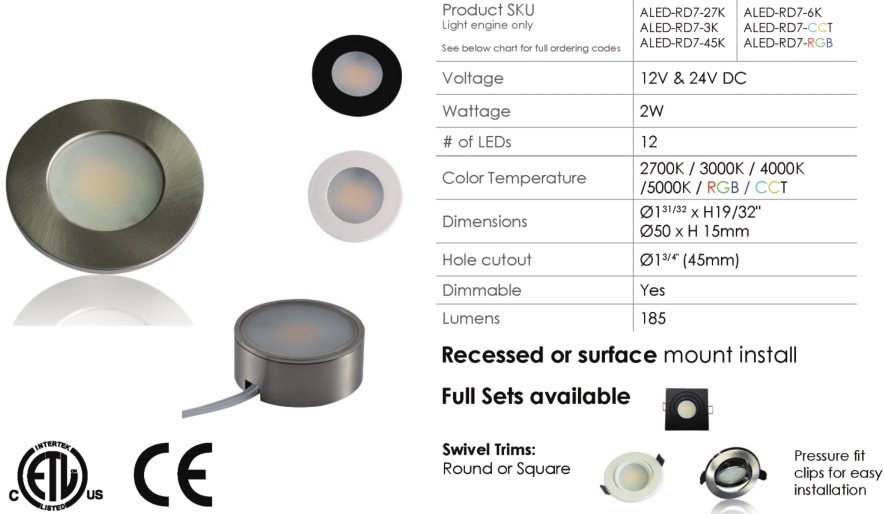 Product SKU
Light engine only
See below chart for full ordering codes
ALED-RD7-27K
ALED-RD7-3K
ALED-RD7-45K
ALED-RD7-6K
ALED-RD7-CCT
ALED-RD7-RGB
Voltage 12V & 24V DC
Wattage 2W
# of LEDs 12
Color Temperature 2700K / 3000K / 4000K
/5000K / RGB / CCT
Dimensions Ø1³¹/³² x H19/32"
Ø50 x H 15mm
Hole cutout Ø1³/⁴" (45mm)
Dimmable Yes
Lumens 185
Recessed or surface mount install
Full Sets available
Swivel Trims:
Round or Square
Pressure fit
clips for easy
installation
INTERTEK
ETL CM
LISTED
C US
CE